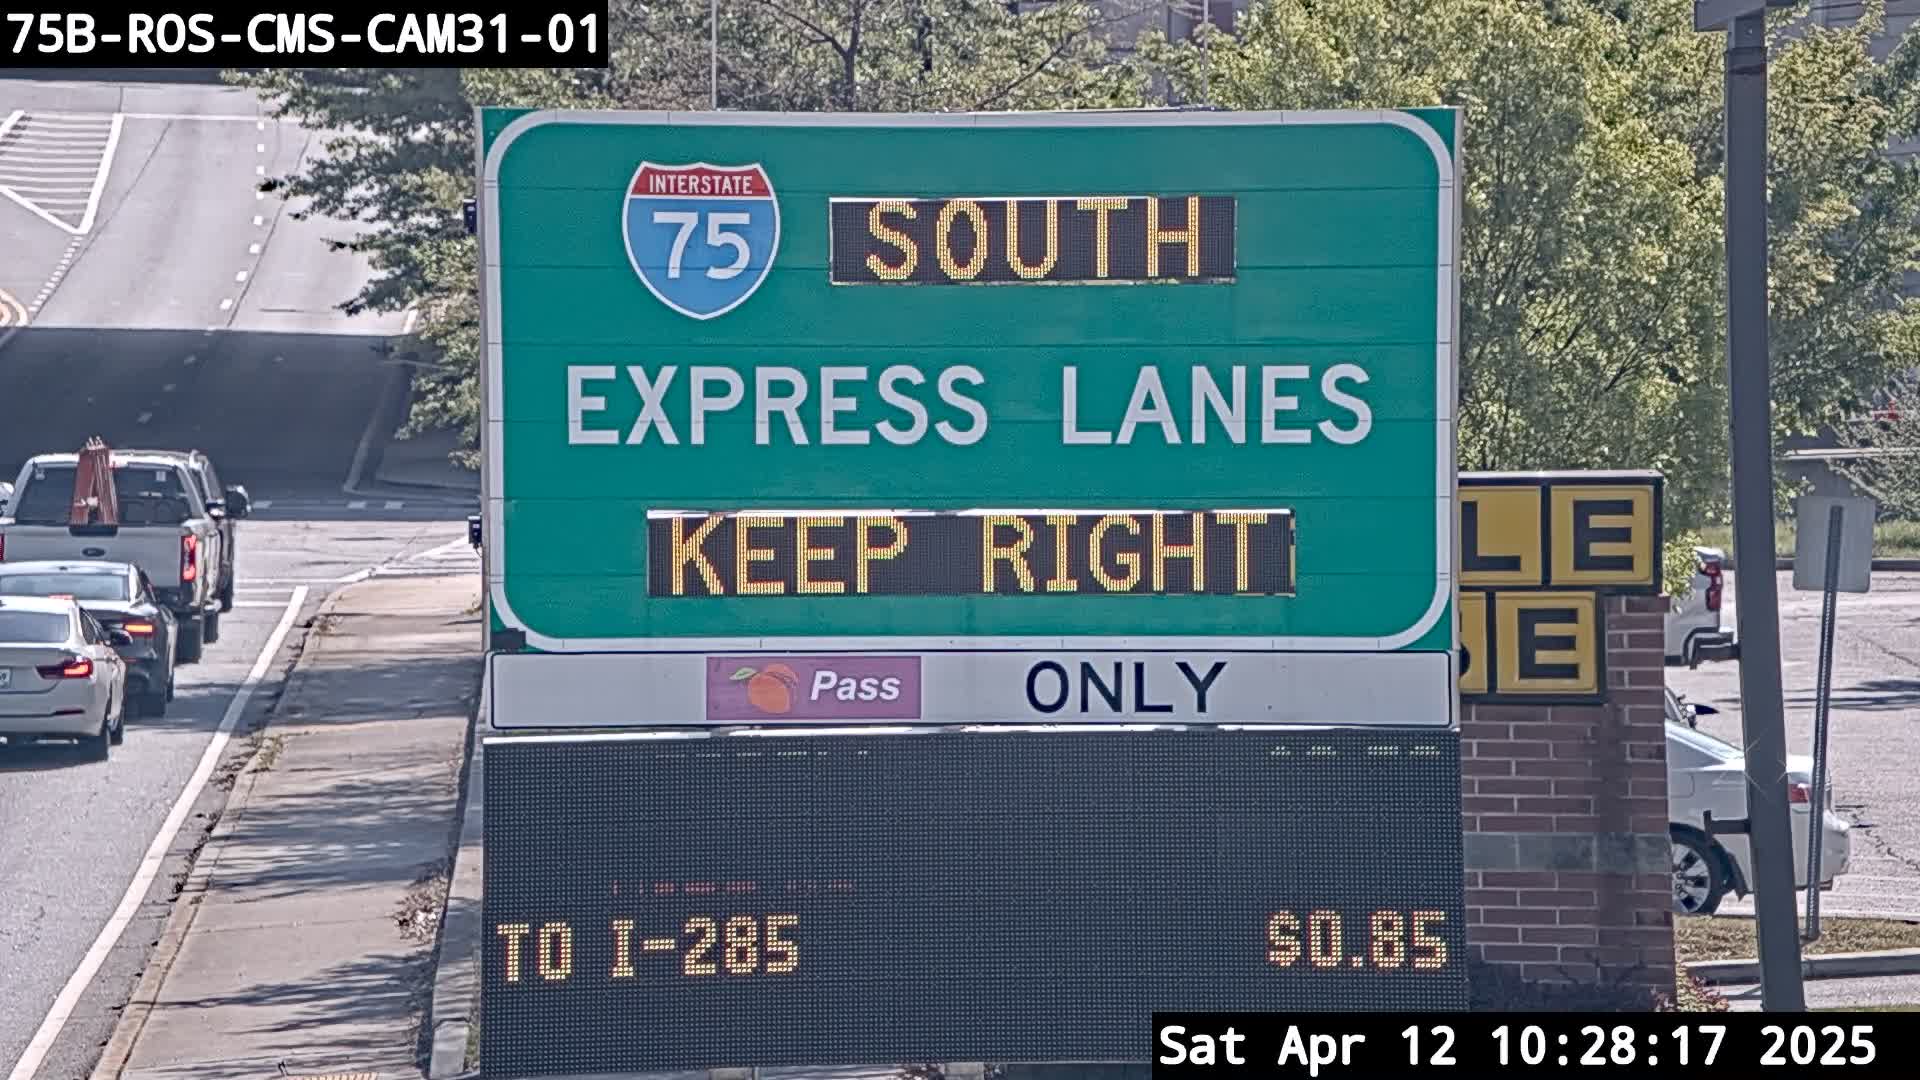 75B-ROS-CMS-CAM31-01
INTERSTATE
75
SOUTH
EXPRESS LANES
KEEP RIGHT
Pass ONLY
TO I-285 $0.85
LE
E
Sat Apr 12 10:28:17 2025